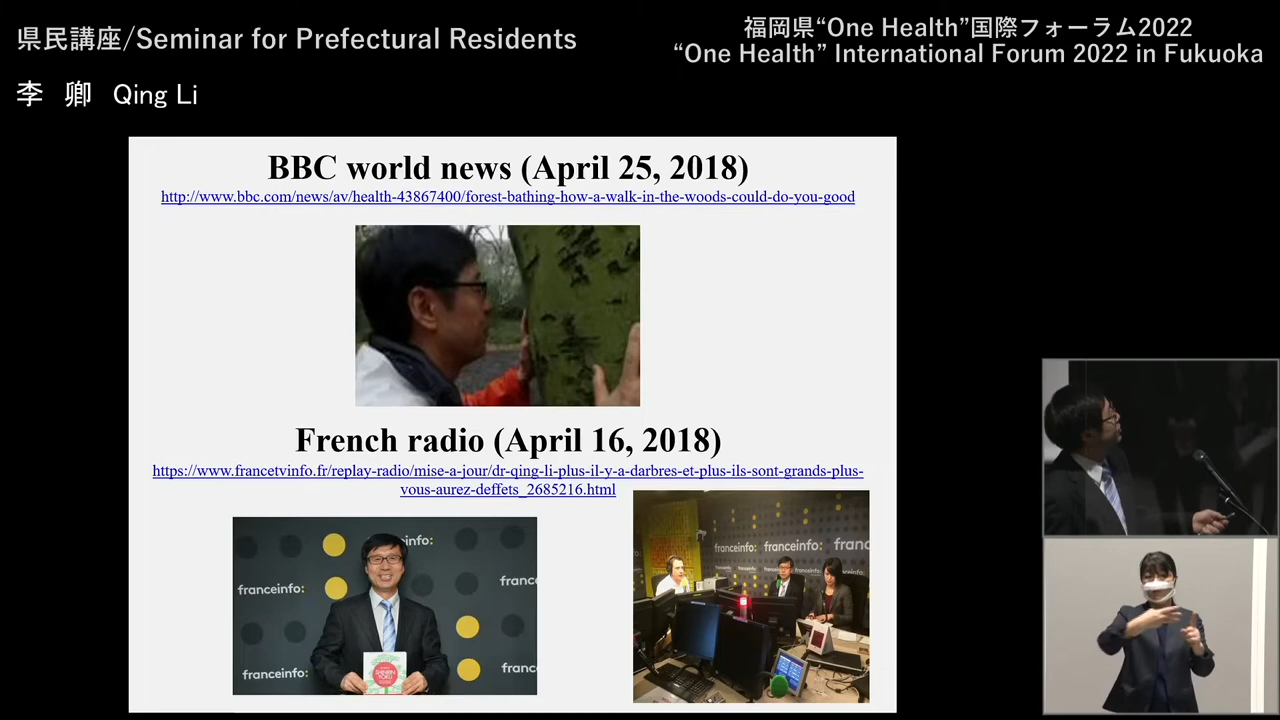 県民講座/Seminar for Prefectural Residents
李　卿　Qing Li
福岡県“One Health”国際フォーラム2022
“One Health” International Forum 2022 in Fukuoka
BBC world news (April 25, 2018)
http://www.bbc.com/news/av/health-43867400/forest-bathing-how-a-walk-in-the-woods-could-do-you-good
French radio (April 16, 2018)
https://www.francetvinfo.fr/replay-radio/mise-a-jour/dr-qing-li-plus-il-y-a-darbres-et-plus-ils-sont-grands-plus-
vous-aurez-deffets_2685216.html
info:
franceinfo:
france
franceinfo:
franc
SHINRIN
YOKU
franceinfo:
franceinfo:
fran